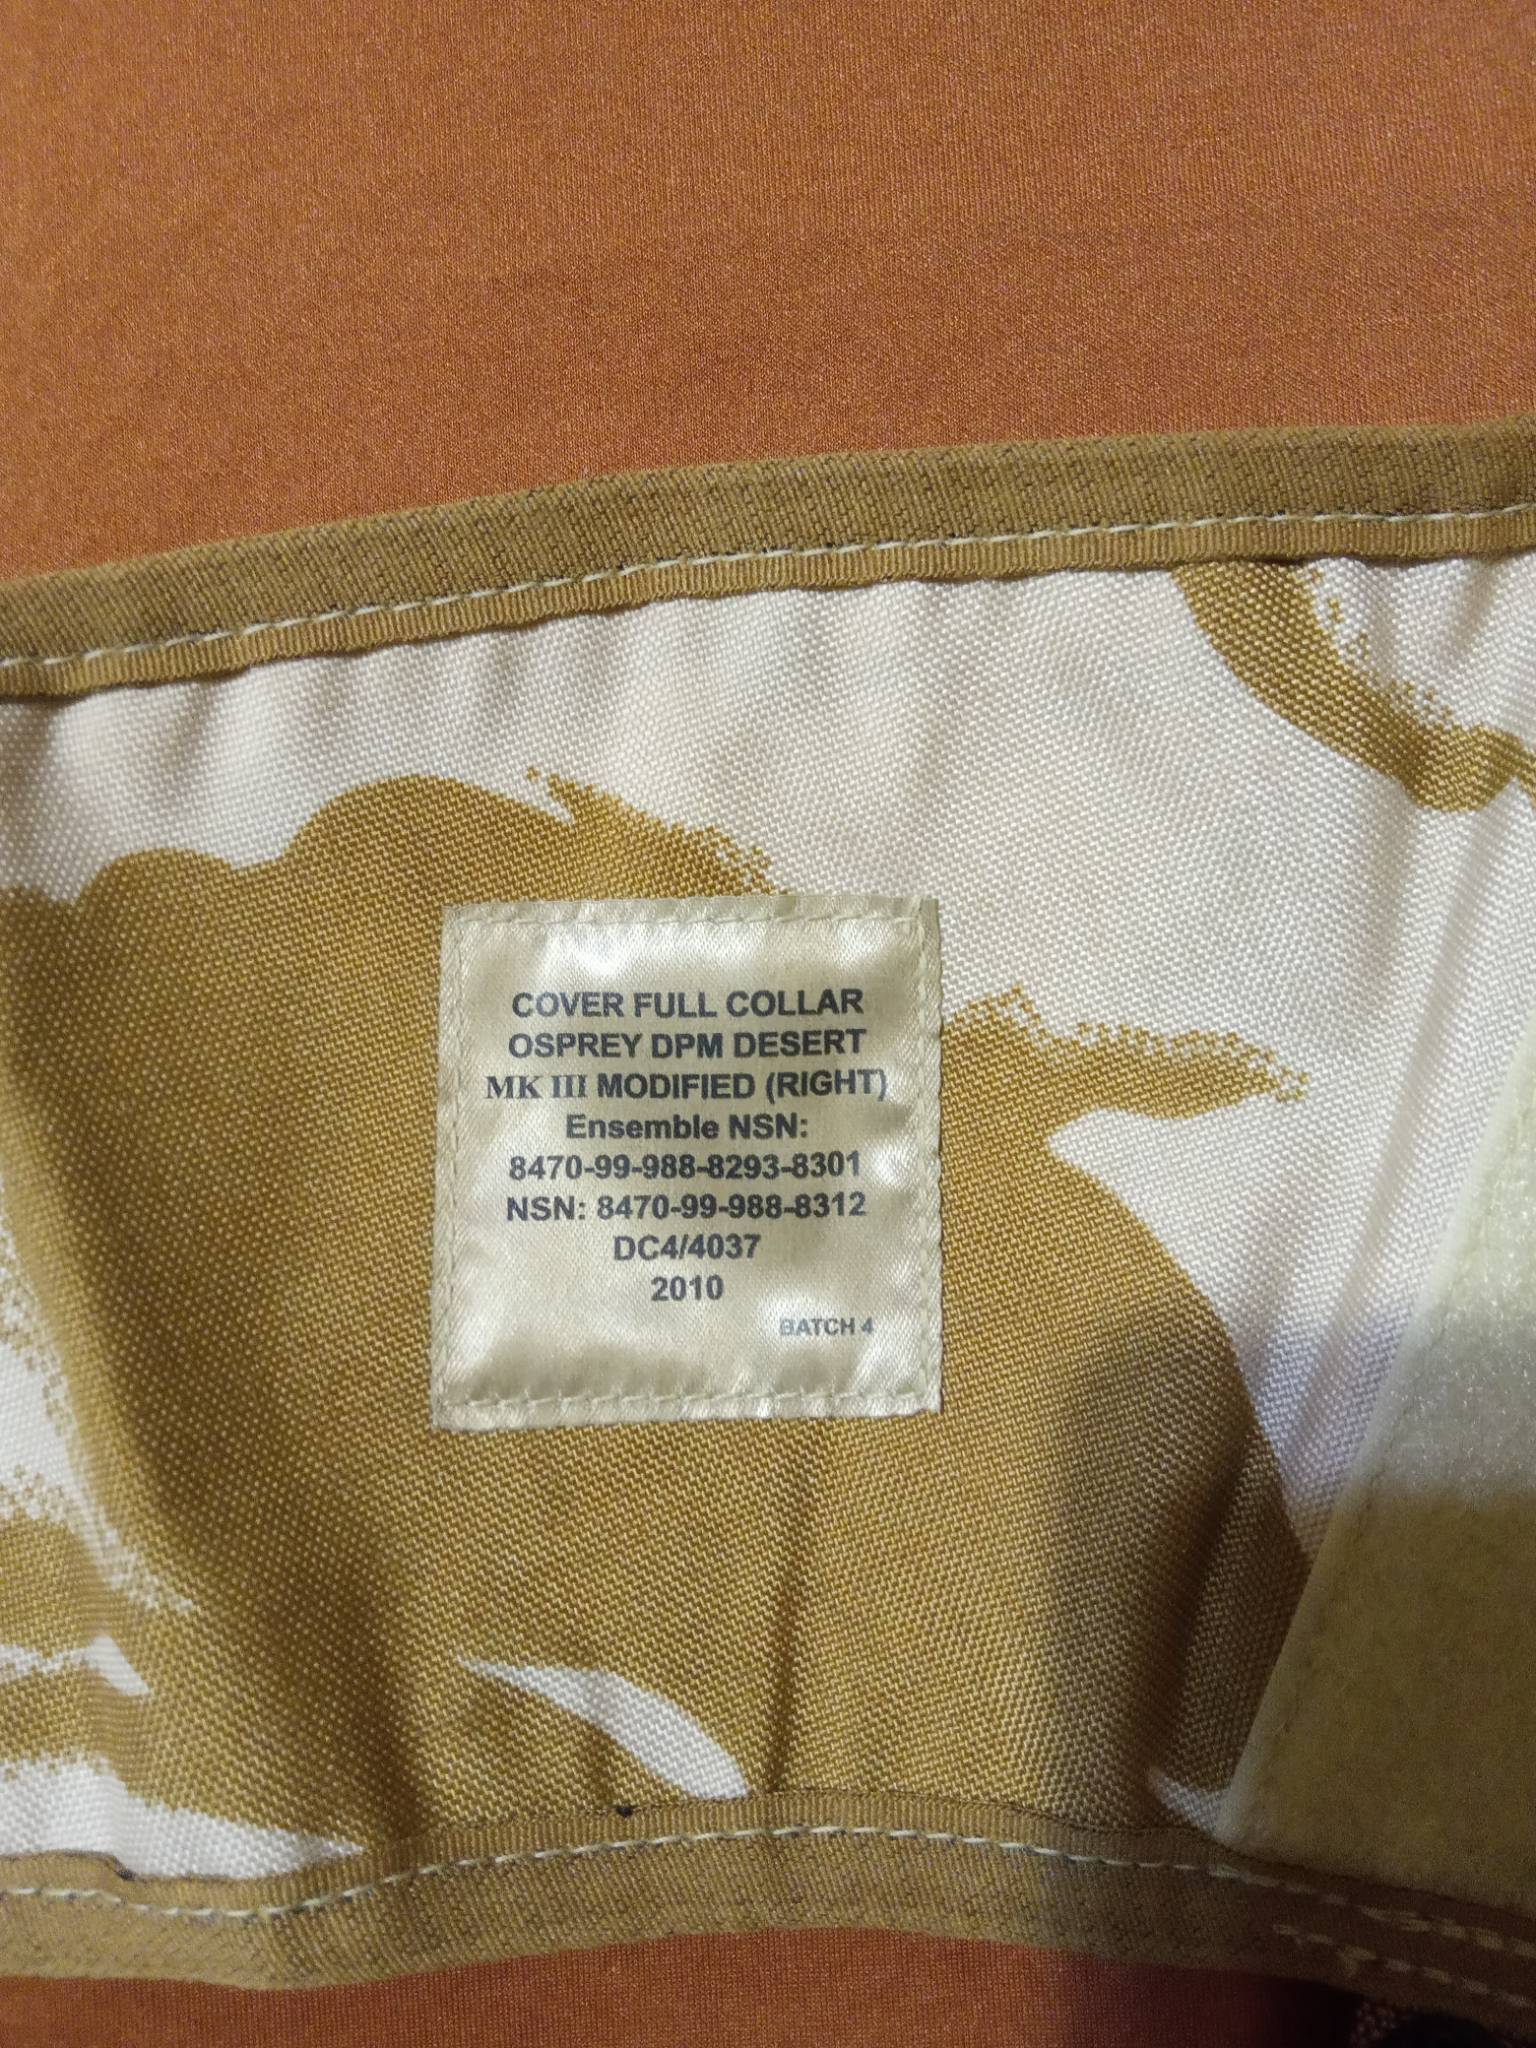 COVER FULL COLLAR
OSPREY DPM DESERT
MK III MODIFIED (RIGHT)
Ensemble NSN:
8470-99-988-8293-8301
NSN: 8470-99-988-8312
DC4/4037
2010
BATCH 4